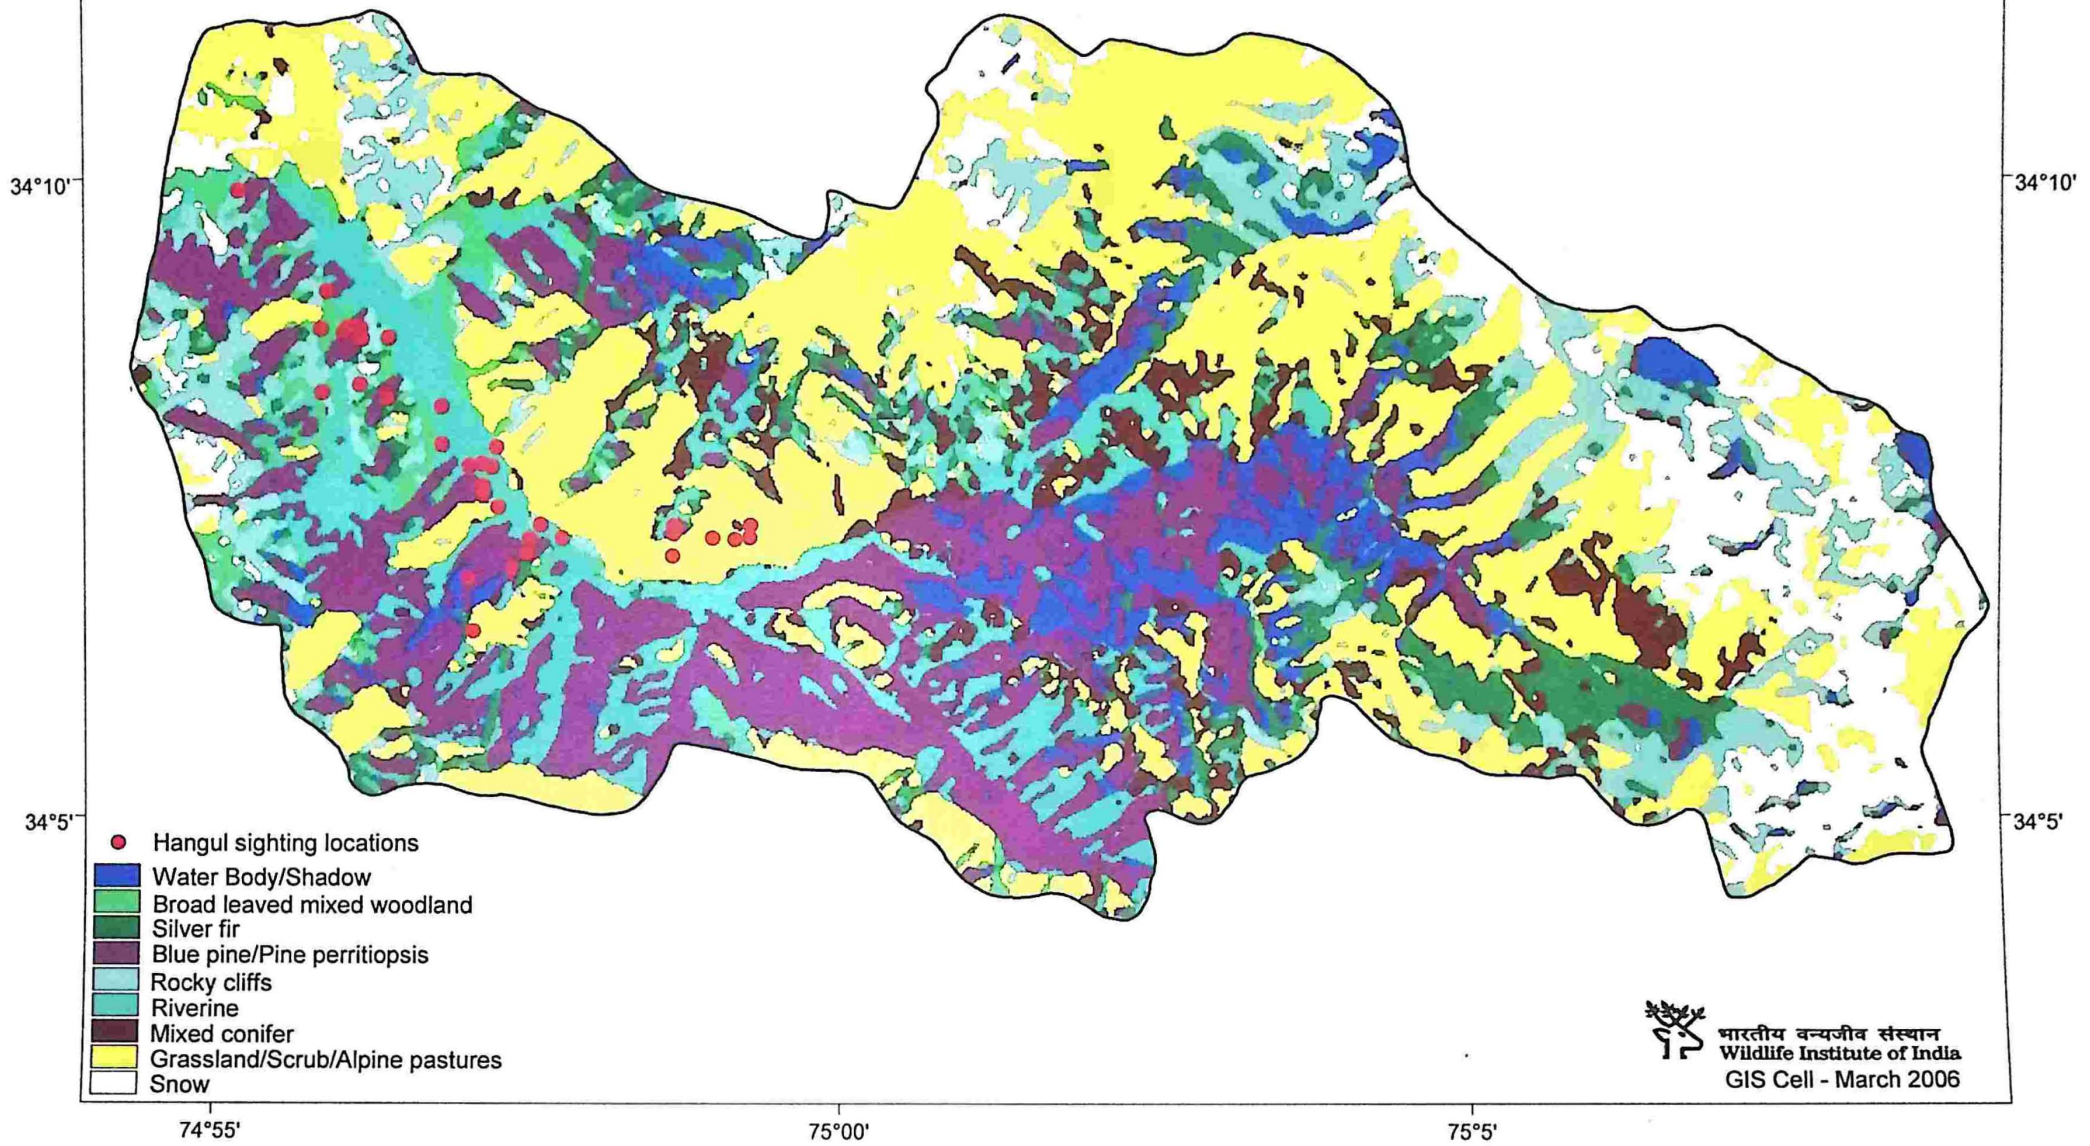 34°10'
34°10'
34°5'
34°5'
Hangul sighting locations
Water Body/Shadow
Broad leaved mixed woodland
Silver fir
Blue pine/Pine perritiopsis
Rocky cliffs
Riverine
Mixed conifer
Grassland/Scrub/Alpine pastures
Snow
भारतीय वन्यजीव संस्थान
Wildlife Institute of India
GIS Cell - March 2006
74°55'
75°00'
75°5'